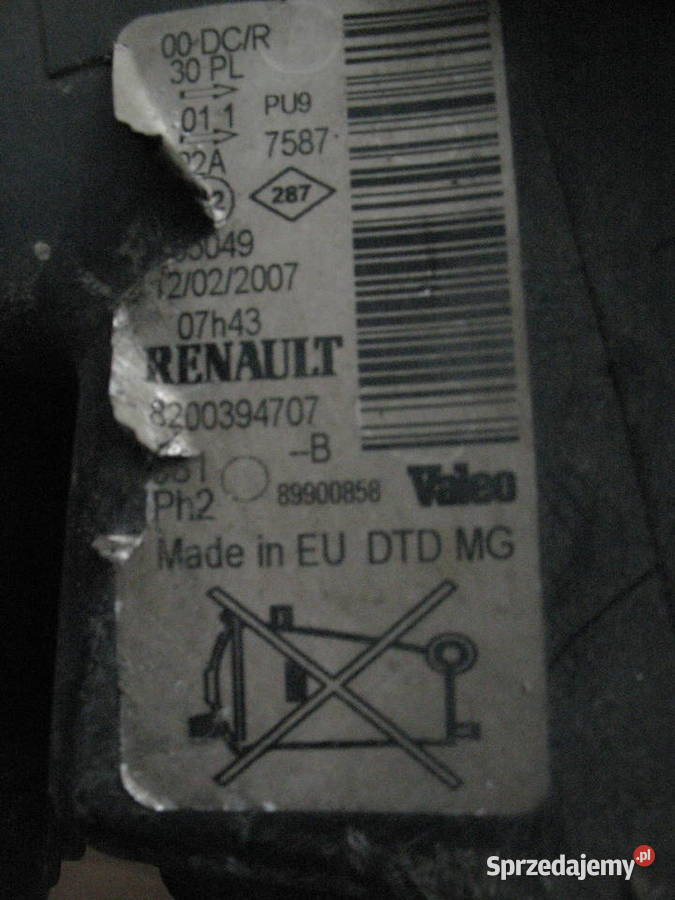 00 DC/R
30 PL
01 1 PU9
7587
287
5049
12/02/2007
07h43
RENAULT
8200394707
--B
Ph2 89900858 Valeo
Made in EU DTD MG
Sprzedajemy.pl